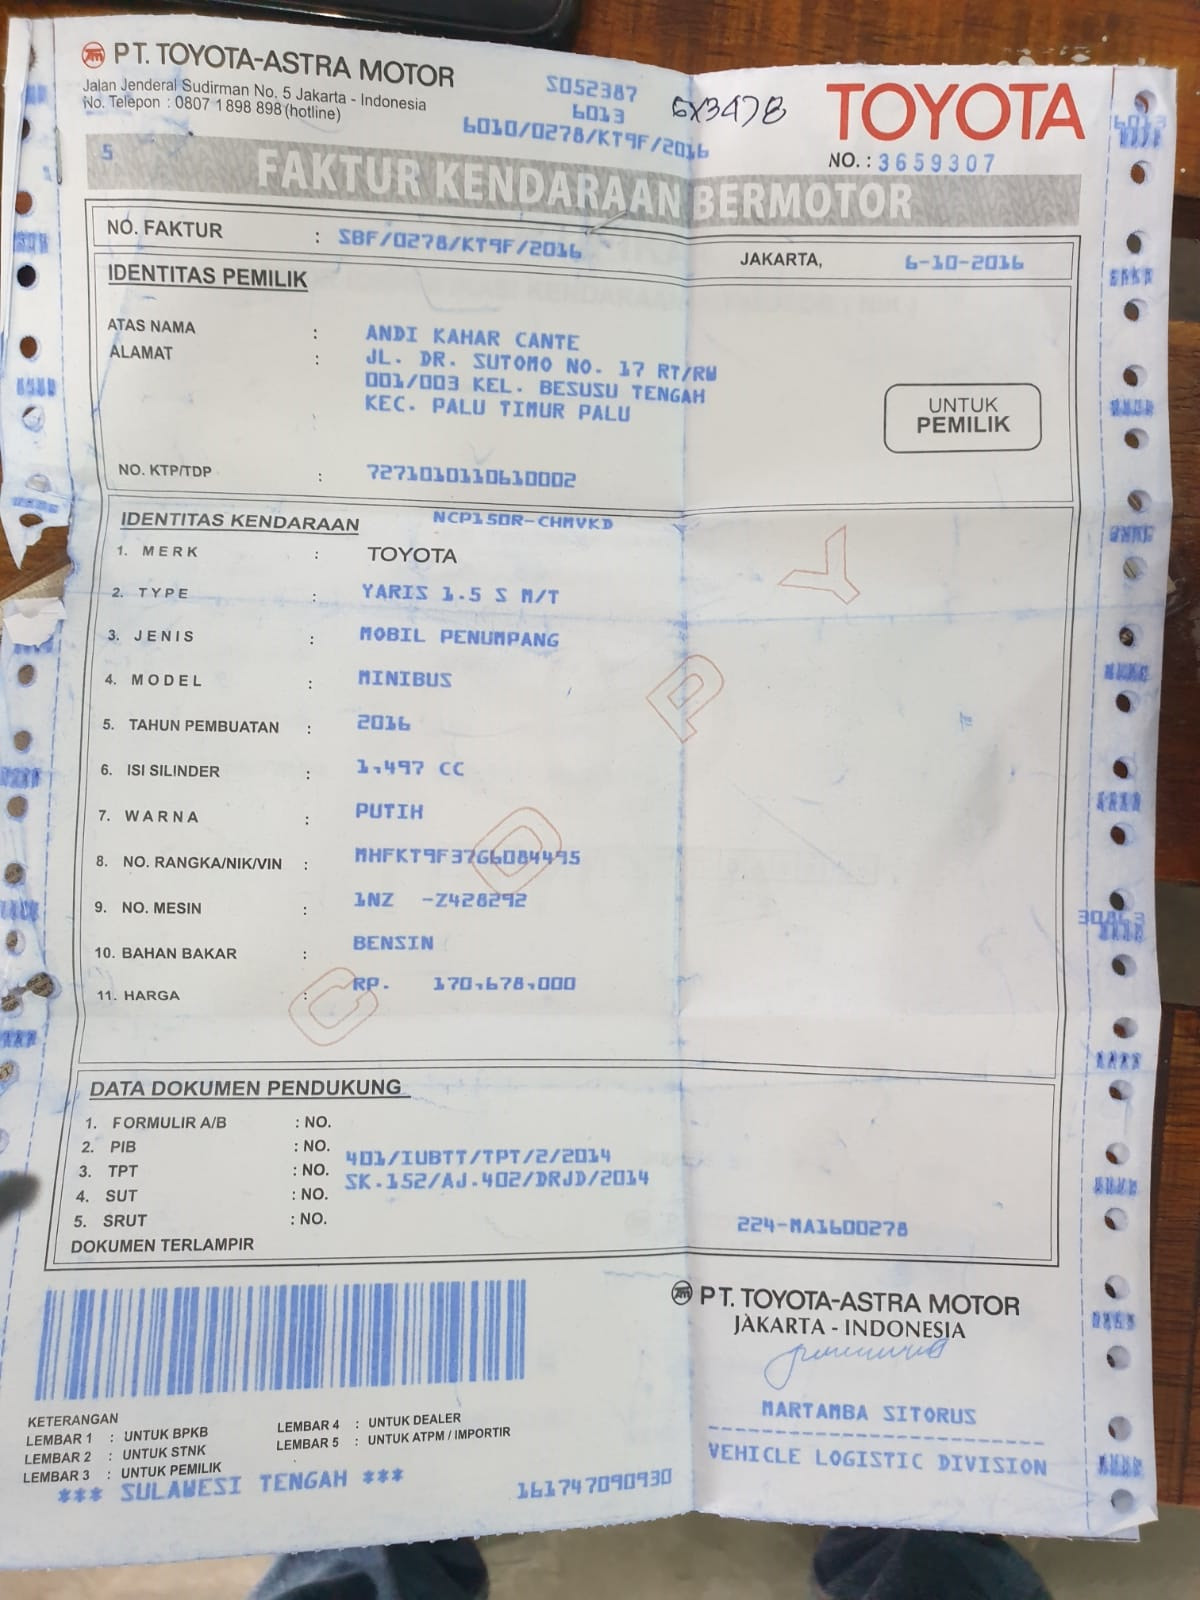 PT. TOYOTA-ASTRA MOTOR
Jalan Jenderal Sudirman No. 5 Jakarta - Indonesia
No. Telepon : 0807 1 898 898 (hotline)
S052387
6013
6010/0278/KT9F/2016
5X3478
TOYOTA
NO. : 3659307
5
FAKTUR KENDARAAN BERMOTOR
NO. FAKTUR : SBF/0278/KT9F/2016
JAKARTA, 6-10-2016
IDENTITAS PEMILIK
ATAS NAMA : ANDI KAHAR CANTE
ALAMAT : JL. DR. SUTOMO NO. 17 RT/RW
001/003 KEL. BESUSU TENGAH
KEC. PALU TIMUR PALU
UNTUK
PEMILIK
NO. KTP/TDP : 7271010110610002
IDENTITAS KENDARAAN NCP150R-CHMVKD
1. MERK : TOYOTA
2. TYPE : YARIS 1.5 S M/T
3. JENIS : MOBIL PENUMPANG
4. MODEL : MINIBUS
5. TAHUN PEMBUATAN : 2016
6. ISI SILINDER : 1,497 CC
7. WARNA : PUTIH
8. NO. RANGKA/NIK/VIN : MHFKT9F37G6084495
9. NO. MESIN : 1NZ -Z428292
10. BAHAN BAKAR : BENSIN
11. HARGA : RP. 170,678,000
COPY
DATA DOKUMEN PENDUKUNG
1. FORMULIR A/B : NO.
2. PIB : NO.
3. TPT : NO. 401/IUBTT/TPT/2/2014
4. SUT : NO. SK.152/AJ.402/DRJD/2014
5. SRUT : NO.
224-MA1600278
DOKUMEN TERLAMPIR
PT. TOYOTA-ASTRA MOTOR
JAKARTA - INDONESIA
MARTAMBA SITORUS
VEHICLE LOGISTIC DIVISION
KETERANGAN
LEMBAR 1 : UNTUK BPKB
LEMBAR 2 : UNTUK STNK
LEMBAR 3 : UNTUK PEMILIK
LEMBAR 4 : UNTUK DEALER
LEMBAR 5 : UNTUK ATPM / IMPORTIR
*** SULAWESI TENGAH ***
161747090930